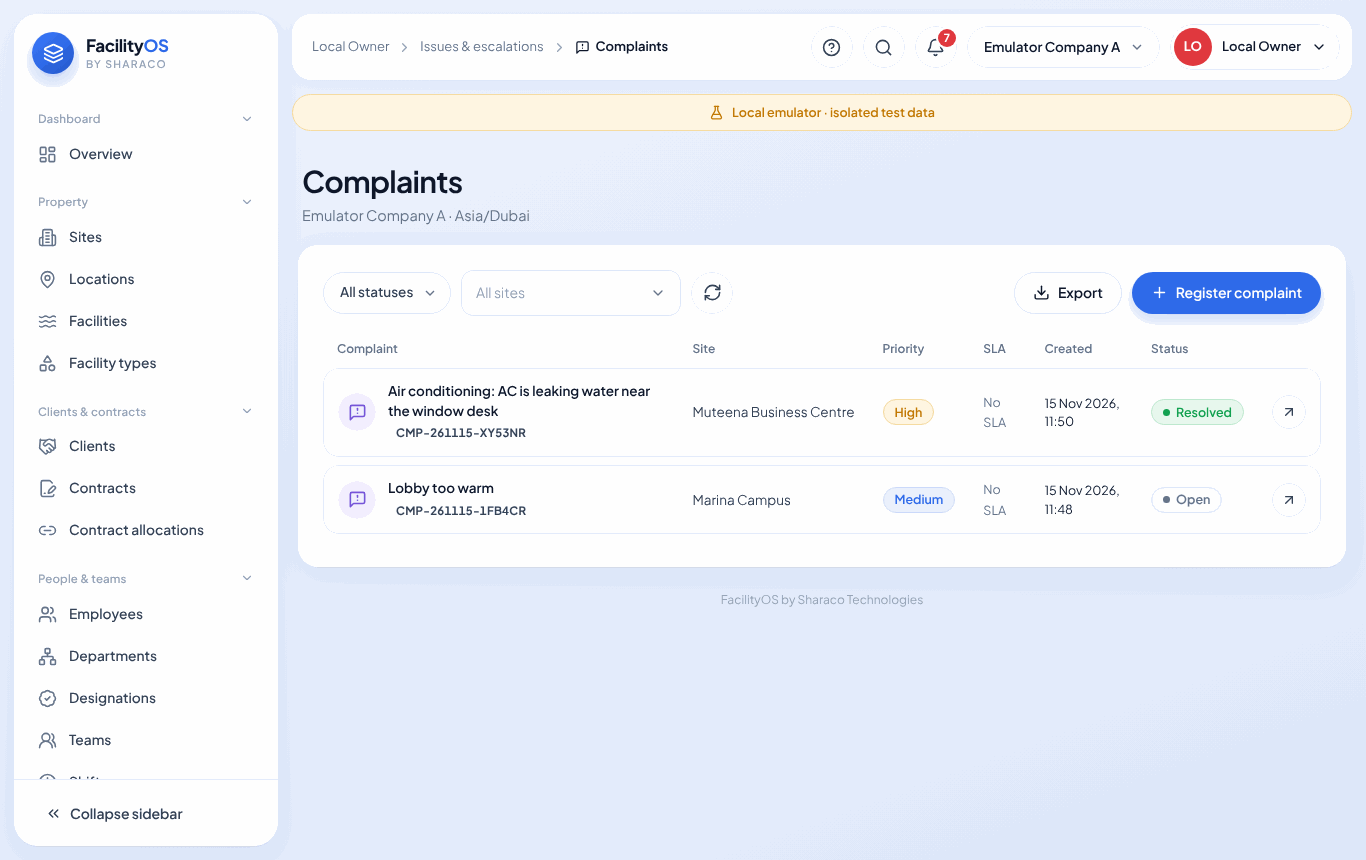 FacilityOS
BY SHARACO
Dashboard
Overview
Property
Sites
Locations
Facilities
Facility types
Clients & contracts
Clients
Contracts
Contract allocations
People & teams
Employees
Departments
Designations
Teams
Collapse sidebar
Local Owner
Issues & escalations
Complaints
7
Emulator Company A
LO
Local Owner
Local emulator · isolated test data
Complaints
Emulator Company A · Asia/Dubai
All statuses
All sites
Export
Register complaint
Complaint Site Priority SLA Created Status
Air conditioning: AC is leaking water near
the window desk
CMP-261115-XY53NR
Muteena Business Centre
High
No
SLA
15 Nov 2026,
11:50
Resolved
Lobby too warm
CMP-261115-1FB4CR
Marina Campus
Medium
No
SLA
15 Nov 2026,
11:48
Open
FacilityOS by Sharaco Technologies